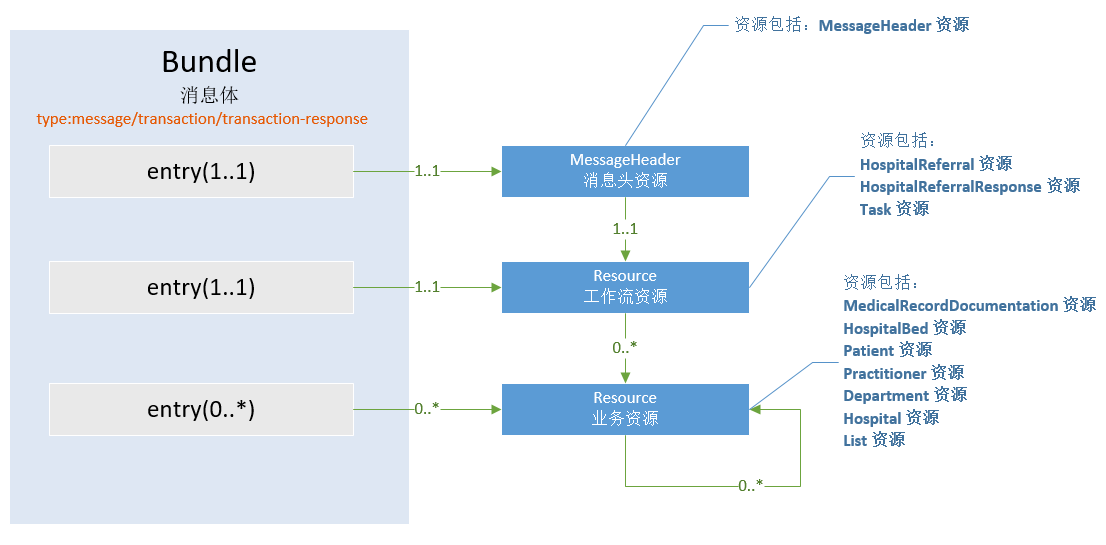 资源包括：MessageHeader 资源
Bundle
消息体
type:message/transaction/transaction-response
entry(1..1)
1..1
MessageHeader
消息头资源
1..1
资源包括：
HospitalReferral 资源
HospitalReferralResponse 资源
Task 资源
entry(1..1)
1..1
Resource
工作流资源
0..*
资源包括：
MedicalRecordDocumentation 资源
HospitalBed 资源
Patient 资源
Practitioner 资源
Department 资源
Hospital 资源
List 资源
entry(0..*)
0..*
Resource
业务资源
0..*